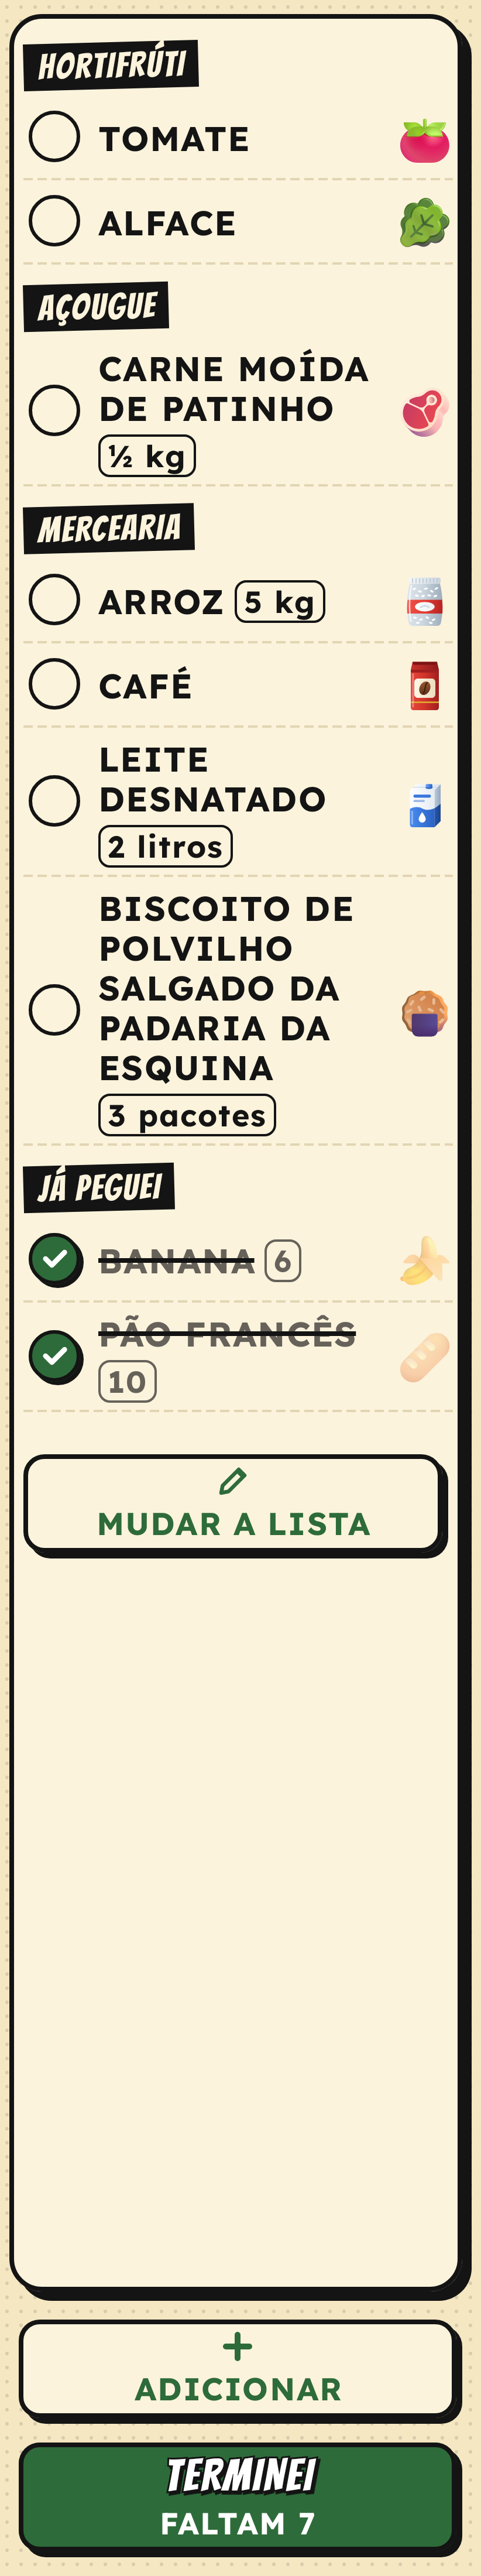 HORTIFRÚTI
TOMATE
ALFACE
AÇOUGUE
CARNE MOÍDA
DE PATINHO
½ kg
MERCEARIA
ARROZ 5 kg
CAFÉ
LEITE
DESNATADO
2 litros
BISCOITO DE
POLVILHO
SALGADO DA
PADARIA DA
ESQUINA
3 pacotes
JÁ PEGUEI
BANANA 6
PÃO FRANCÊS
10
MUDAR A LISTA
ADICIONAR
TERMINEI
FALTAM 7